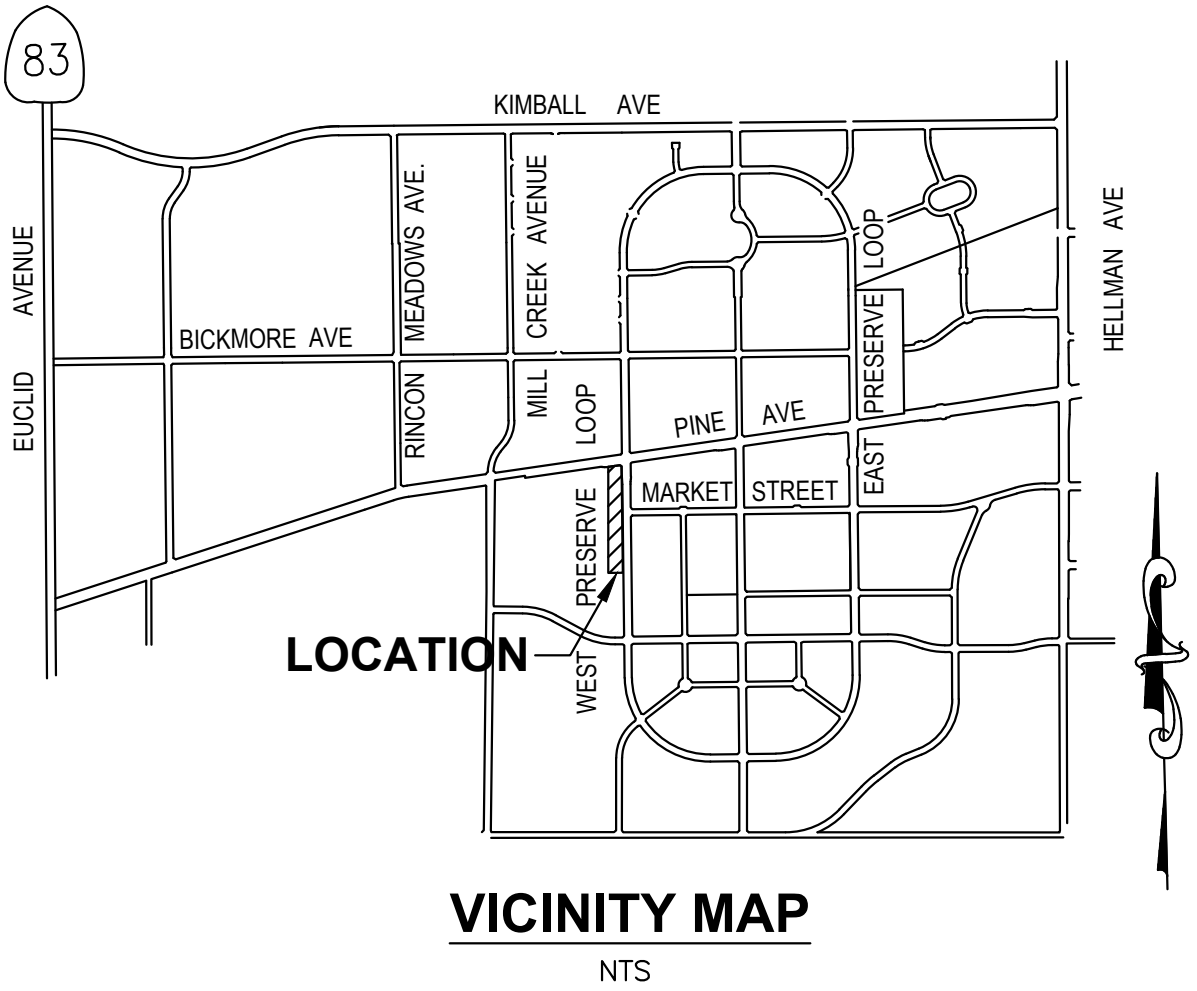 83
KIMBALL AVE
EUCLID AVENUE
RINCON MEADOWS AVE.
MILL CREEK AVENUE
BICKMORE AVE
WEST PRESERVE LOOP
EAST PRESERVE LOOP
HELLMAN AVE
PINE AVE
MARKET STREET
LOCATION
VICINITY MAP
NTS